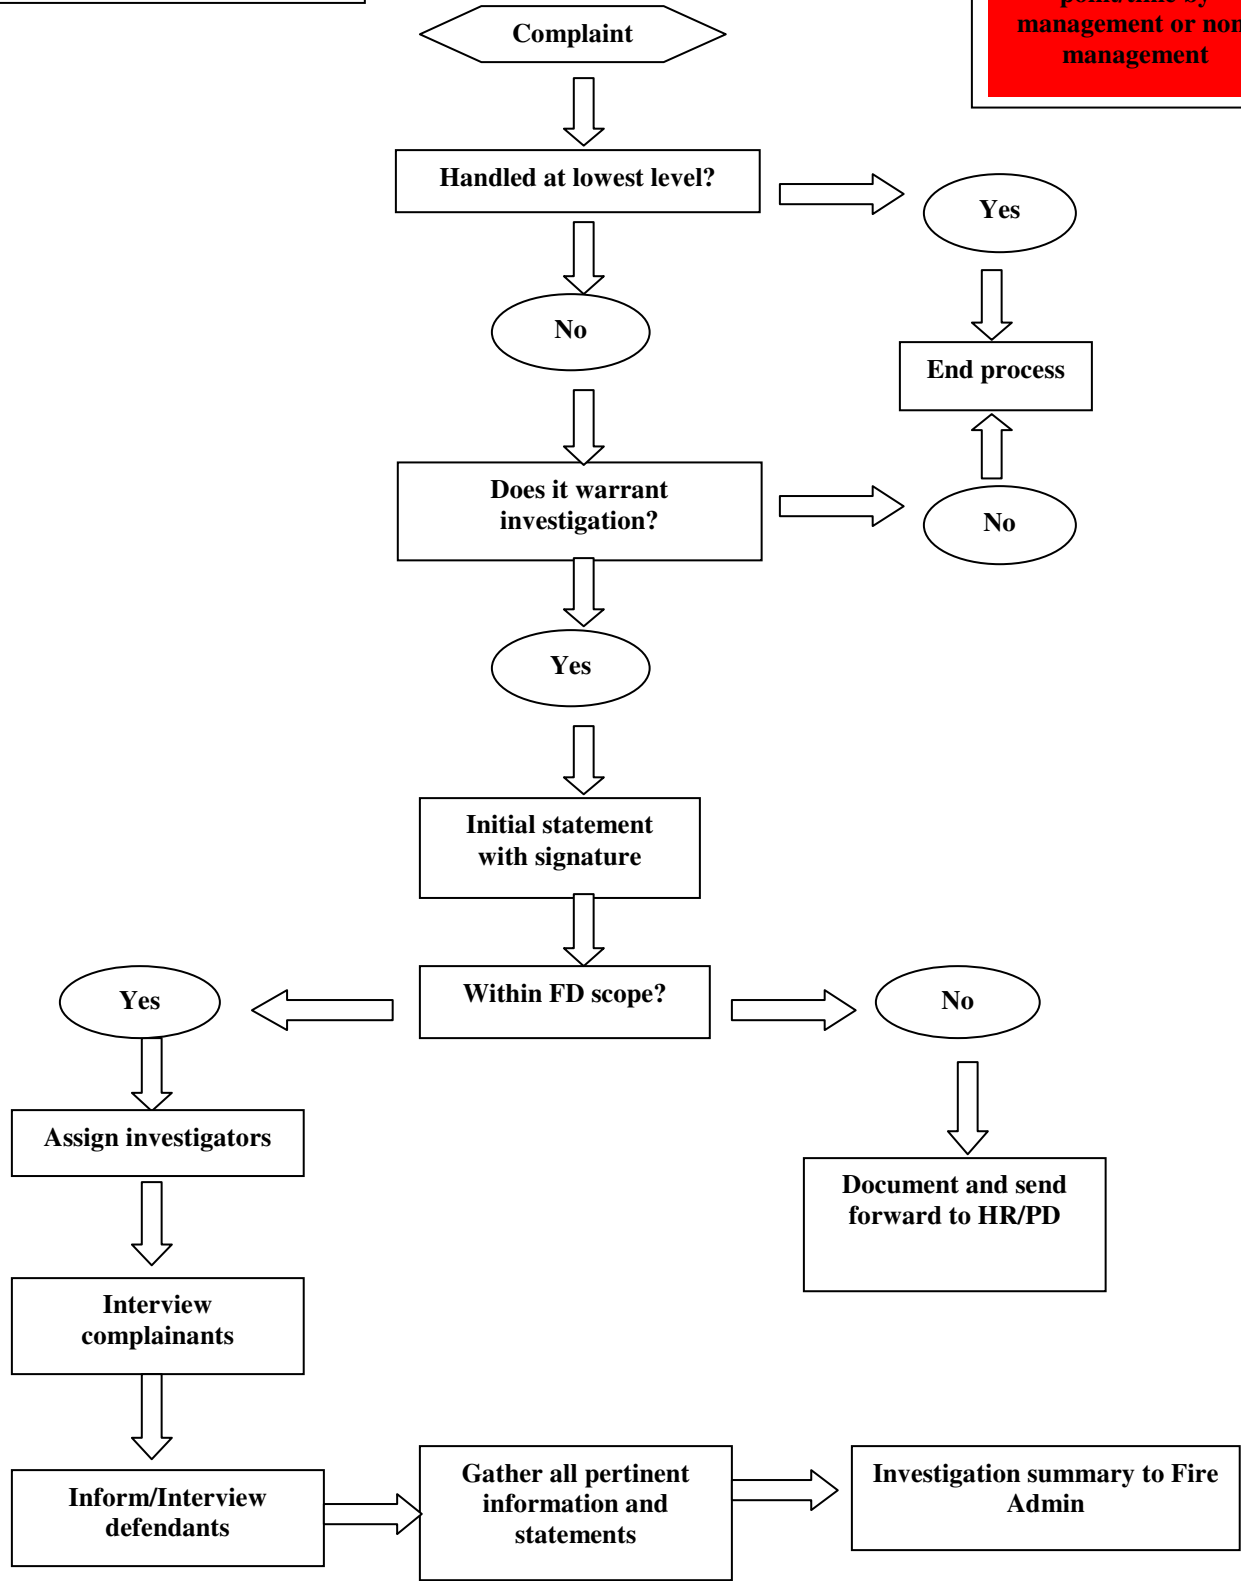 management or non
management
Complaint
Handled at lowest level?
Yes
No
End process
Does it warrant
investigation?
No
Yes
Initial statement
with signature
Within FD scope?
Yes
No
Assign investigators
Document and send
forward to HR/PD
Interview
complainants
Inform/Interview
defendants
Gather all pertinent
information and
statements
Investigation summary to Fire
Admin